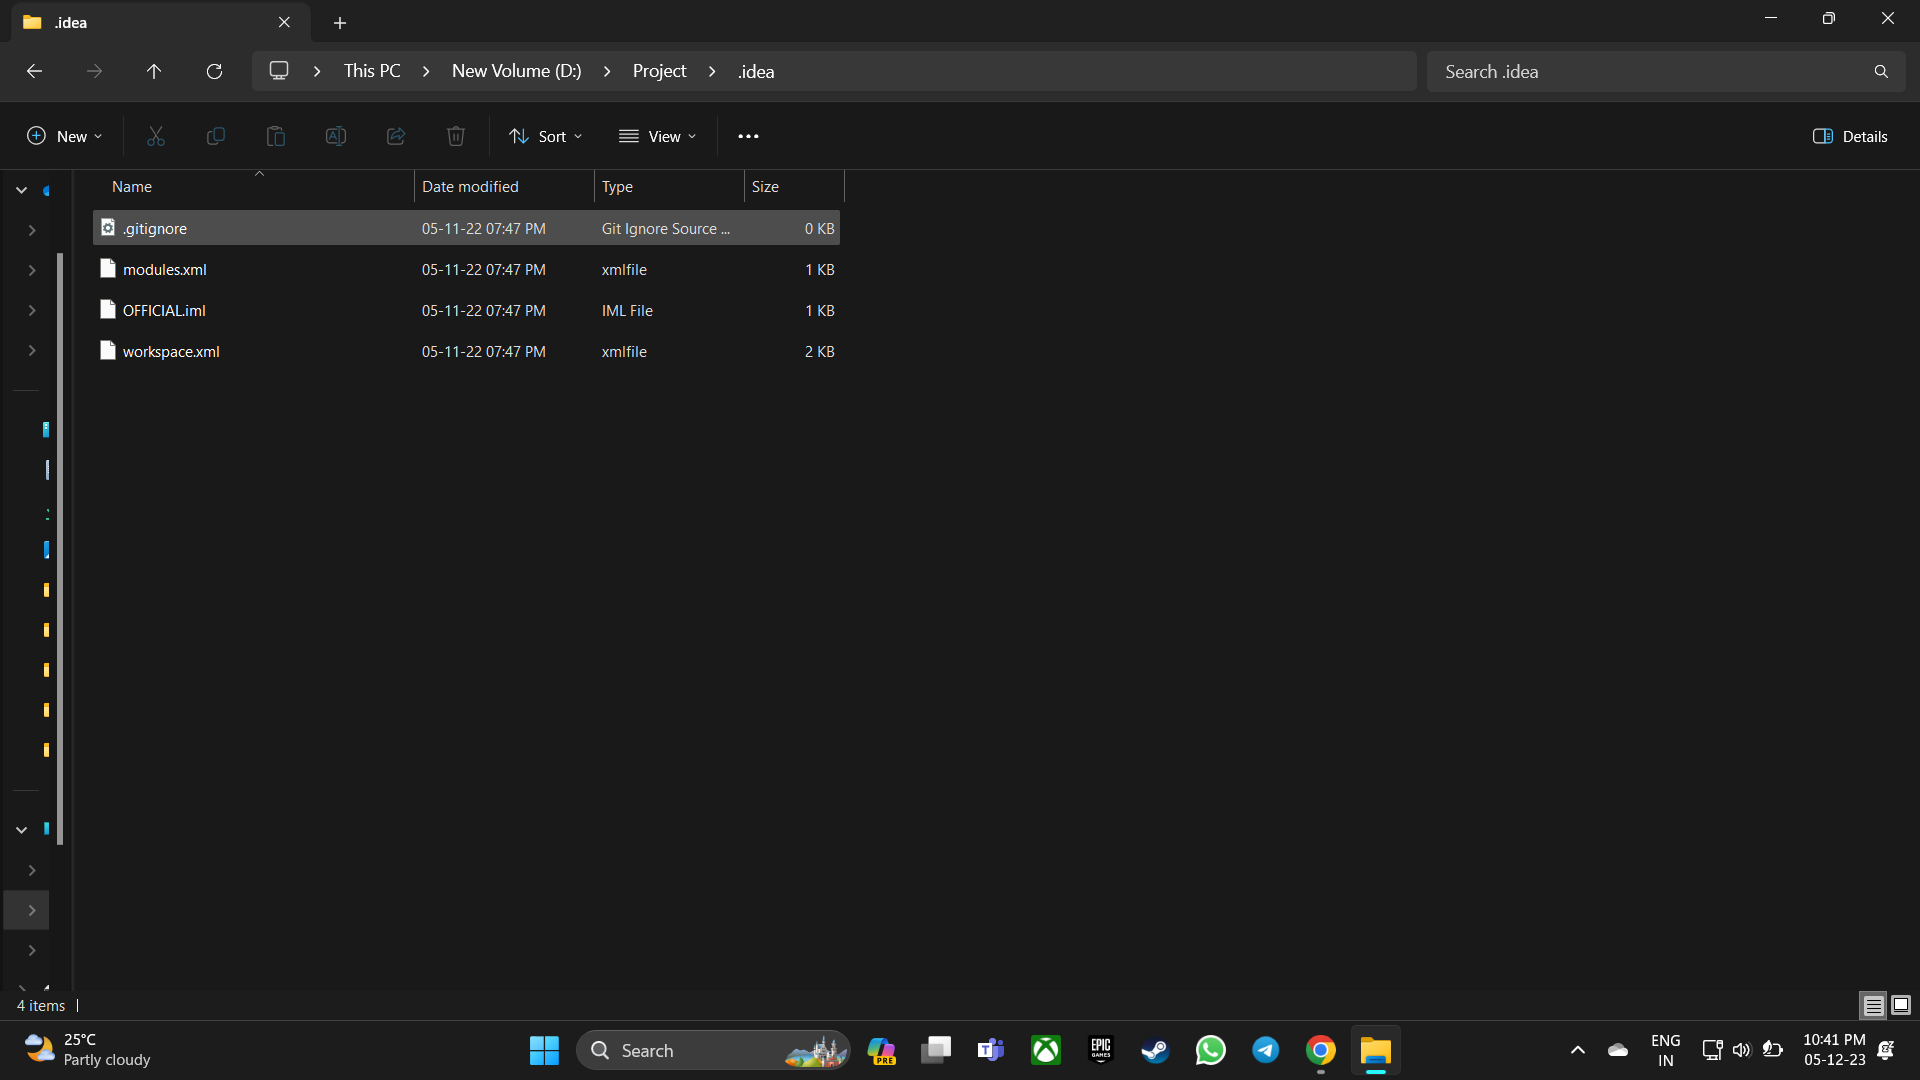 .idea
This PC > New Volume (D:) > Project > .idea
Search .idea
New
Sort
View
Details
Name Date modified Type Size
.gitignore 05-11-22 07:47 PM Git Ignore Source ... 0 KB
modules.xml 05-11-22 07:47 PM xmlfile 1 KB
OFFICIAL.iml 05-11-22 07:47 PM IML File 1 KB
workspace.xml 05-11-22 07:47 PM xmlfile 2 KB
4 items
25°C
Partly cloudy
Search
PRE
EPIC
GAMES
ENG
IN
10:41 PM
05-12-23